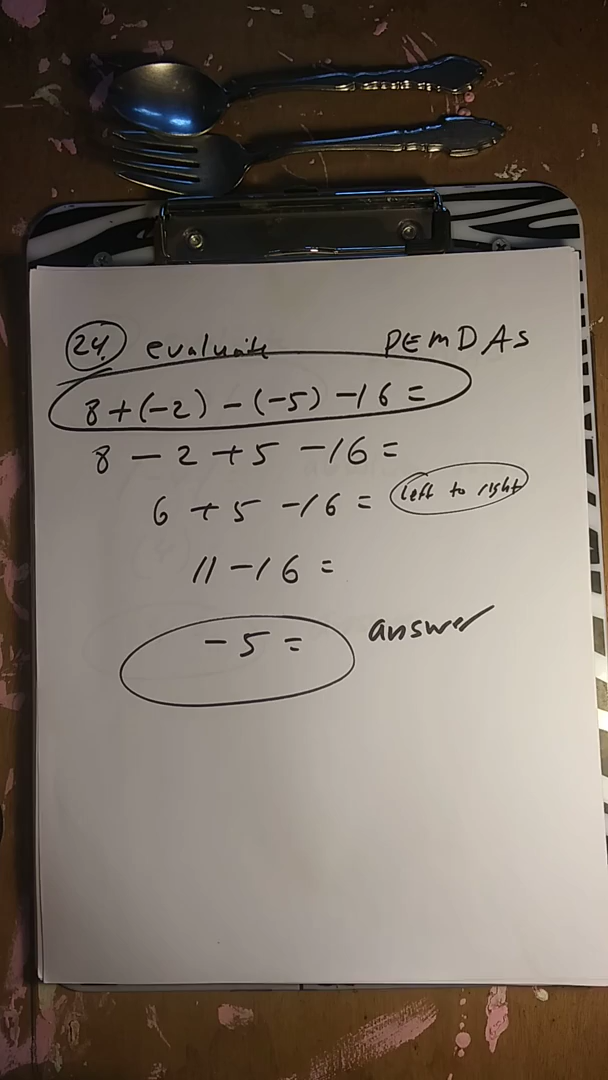 24. evaluate PEMDAS
8 + (-2) - (-5) - 16 =
8 - 2 + 5 - 16 =
6 + 5 - 16 = left to right
11 - 16 =
- 5 = answer